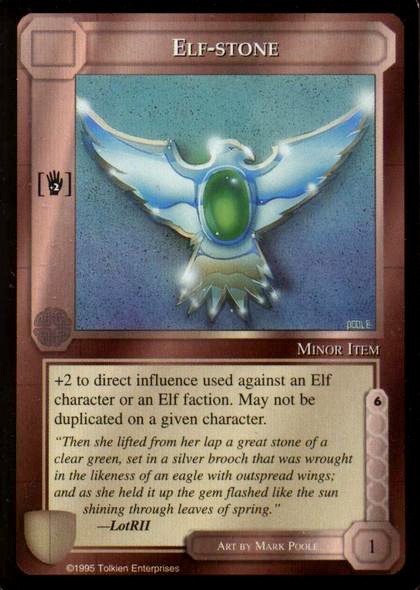 ELF-STONE
[+2]
POOLE
MINOR ITEM
+2 to direct influence used against an Elf
character or an Elf faction. May not be
duplicated on a given character.
6
“Then she lifted from her lap a great stone of a
clear green, set in a silver brooch that was wrought
in the likeness of an eagle with outspread wings;
and as she held it up the gem flashed like the sun
shining through leaves of spring.”
—LotRII
ART BY MARK POOLE
1
©1995 Tolkien Enterprises